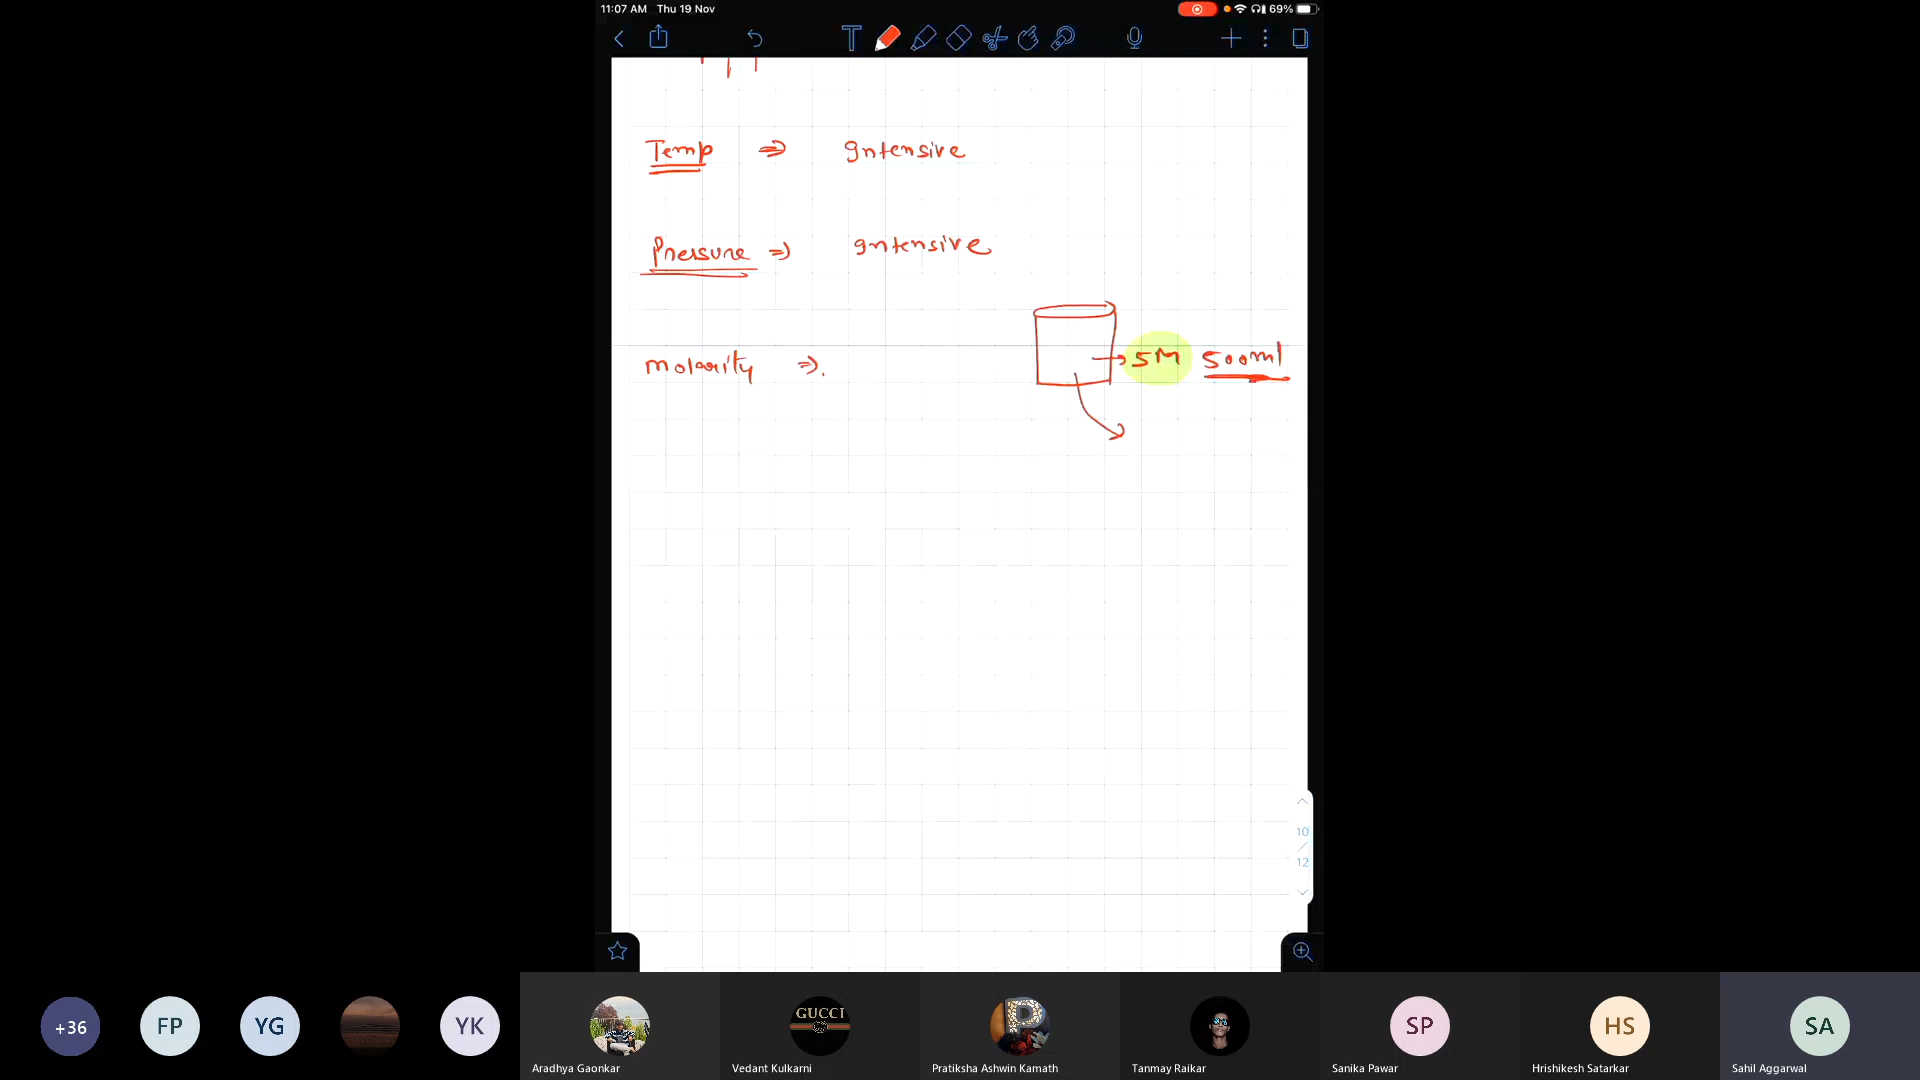 11:07 AM Thu 19 Nov 69%
T
Temp ⇒ Intensive
Pressure ⇒ Intensive
Molarity ⇒
5M 500ml
10
/
12
+36 FP YG YK GUCCI P SP HS SA
Aradhya Gaonkar Vedant Kulkarni Pratiksha Ashwin Kamath Tanmay Raikar Sanika Pawar Hrishikesh Satarkar Sahil Aggarwal